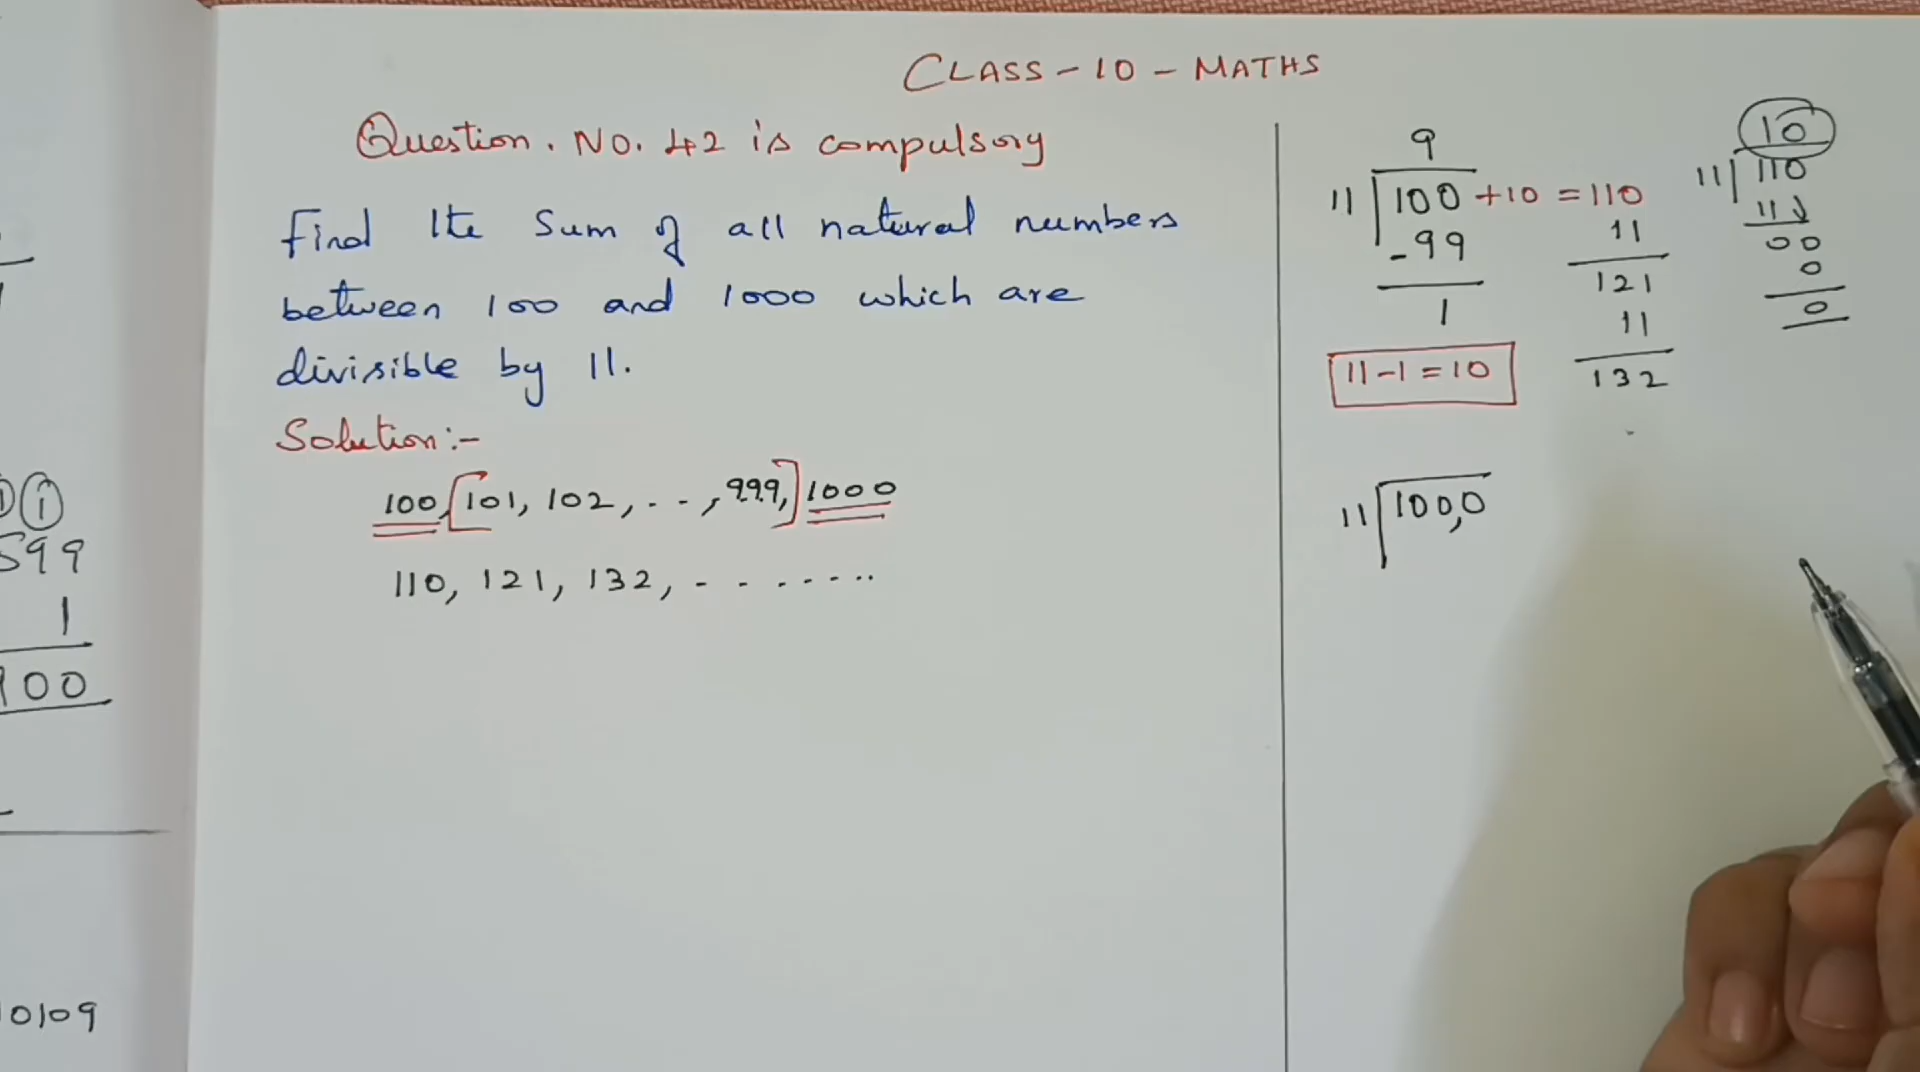 CLASS - 10 - MATHS
Question. No. 42 is compulsory
Find the Sum of all natural numbers
between 100 and 1000 which are
divisible by 11.
Solution:-
100, [101, 102, - - -, 999,] 1000
110, 121, 132, - - - - - - -
9
11 100 +10 = 110
-99
1
11 - 1 = 10
11
121
11
132
10
11 110
11↓
00
0
0
11 100,0
1
599
1
100
0109